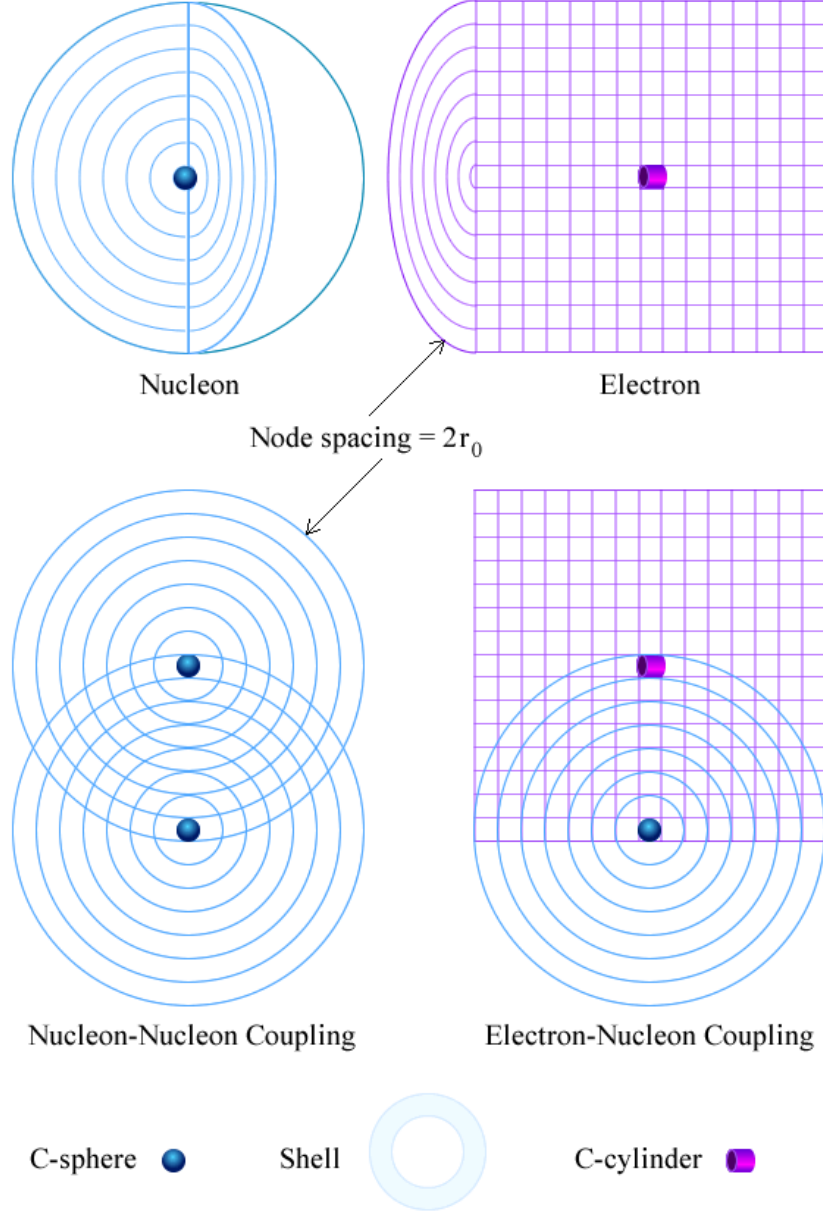 Nucleon
Electron
Node spacing = 2r₀
Nucleon-Nucleon Coupling
Electron-Nucleon Coupling
C-sphere
Shell
C-cylinder